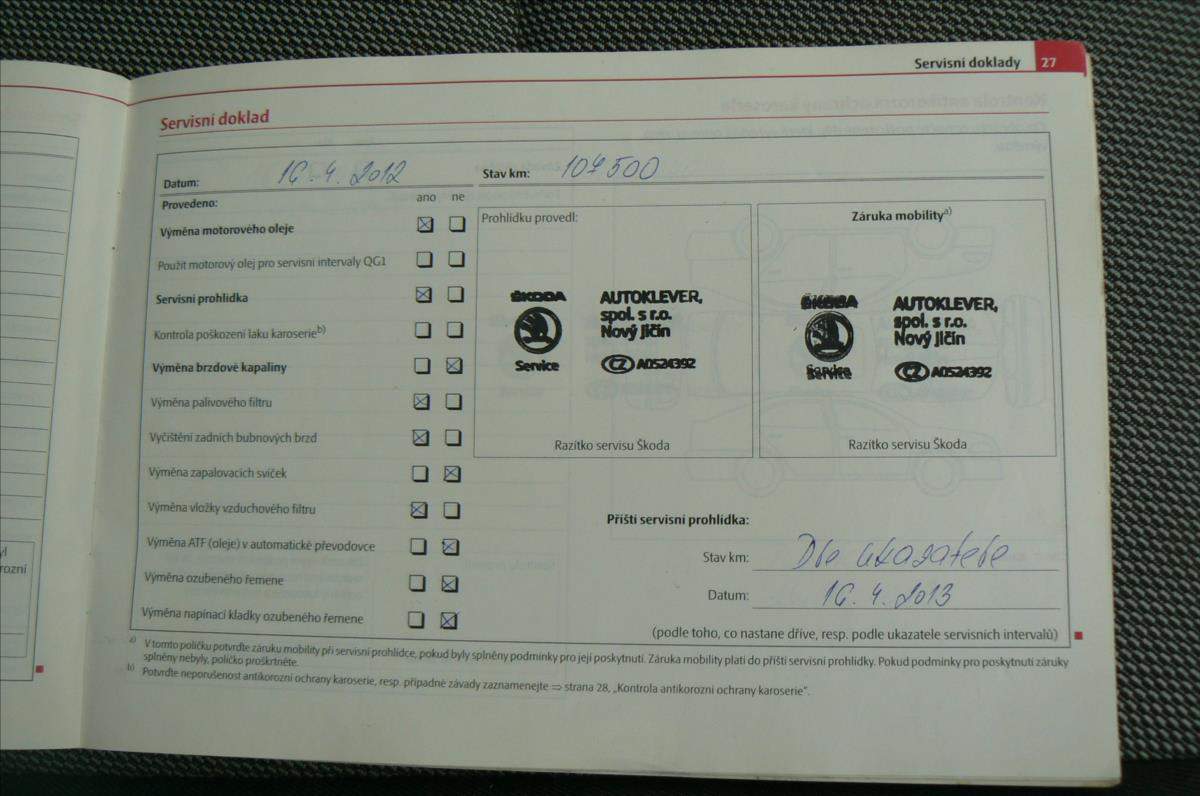 Servisní doklady 27
Servisní doklad
Datum: 16.4.2012 Stav km: 107500
Provedeno: ano ne
Výměna motorového oleje
Použit motorový olej pro servisní intervaly QG1
Servisní prohlídka
Kontrola poškození laku karoserieb)
Výměna brzdové kapaliny
Výměna palivového filtru
Vyčištění zadních bubnových brzd
Výměna zapalovacích svíček
Výměna vložky vzduchového filtru
Výměna ATF (oleje) v automatické převodovce
Výměna ozubeného řemene
Výměna napínací kladky ozubeného řemene
Prohlídku provedl:
ŠKODA
Service
AUTOKLEVER,
spol. s r.o.
Nový Jičín
CZ A0524392
Razítko servisu Škoda
Záruka mobilitya)
ŠKODA
Service
AUTOKLEVER,
spol. s r.o.
Nový Jičín
CZ A0524392
Razítko servisu Škoda
Příští servisní prohlídka:
Stav km: Dle ukazatele
Datum: 16.4.2013
(podle toho, co nastane dříve, resp. podle ukazatele servisních intervalů)
a) V tomto políčku potvrďte záruku mobility při servisní prohlídce, pokud byly splněny podmínky pro její poskytnutí. Záruka mobility platí do příští servisní prohlídky. Pokud podmínky pro poskytnutí záruky
splněny nebyly, políčko proškrtněte.
b) Potvrďte neporušenost antikorozní ochrany karoserie, resp. případné závady zaznamenejte ⇒ strana 28, „Kontrola antikorozní ochrany karoserie“.